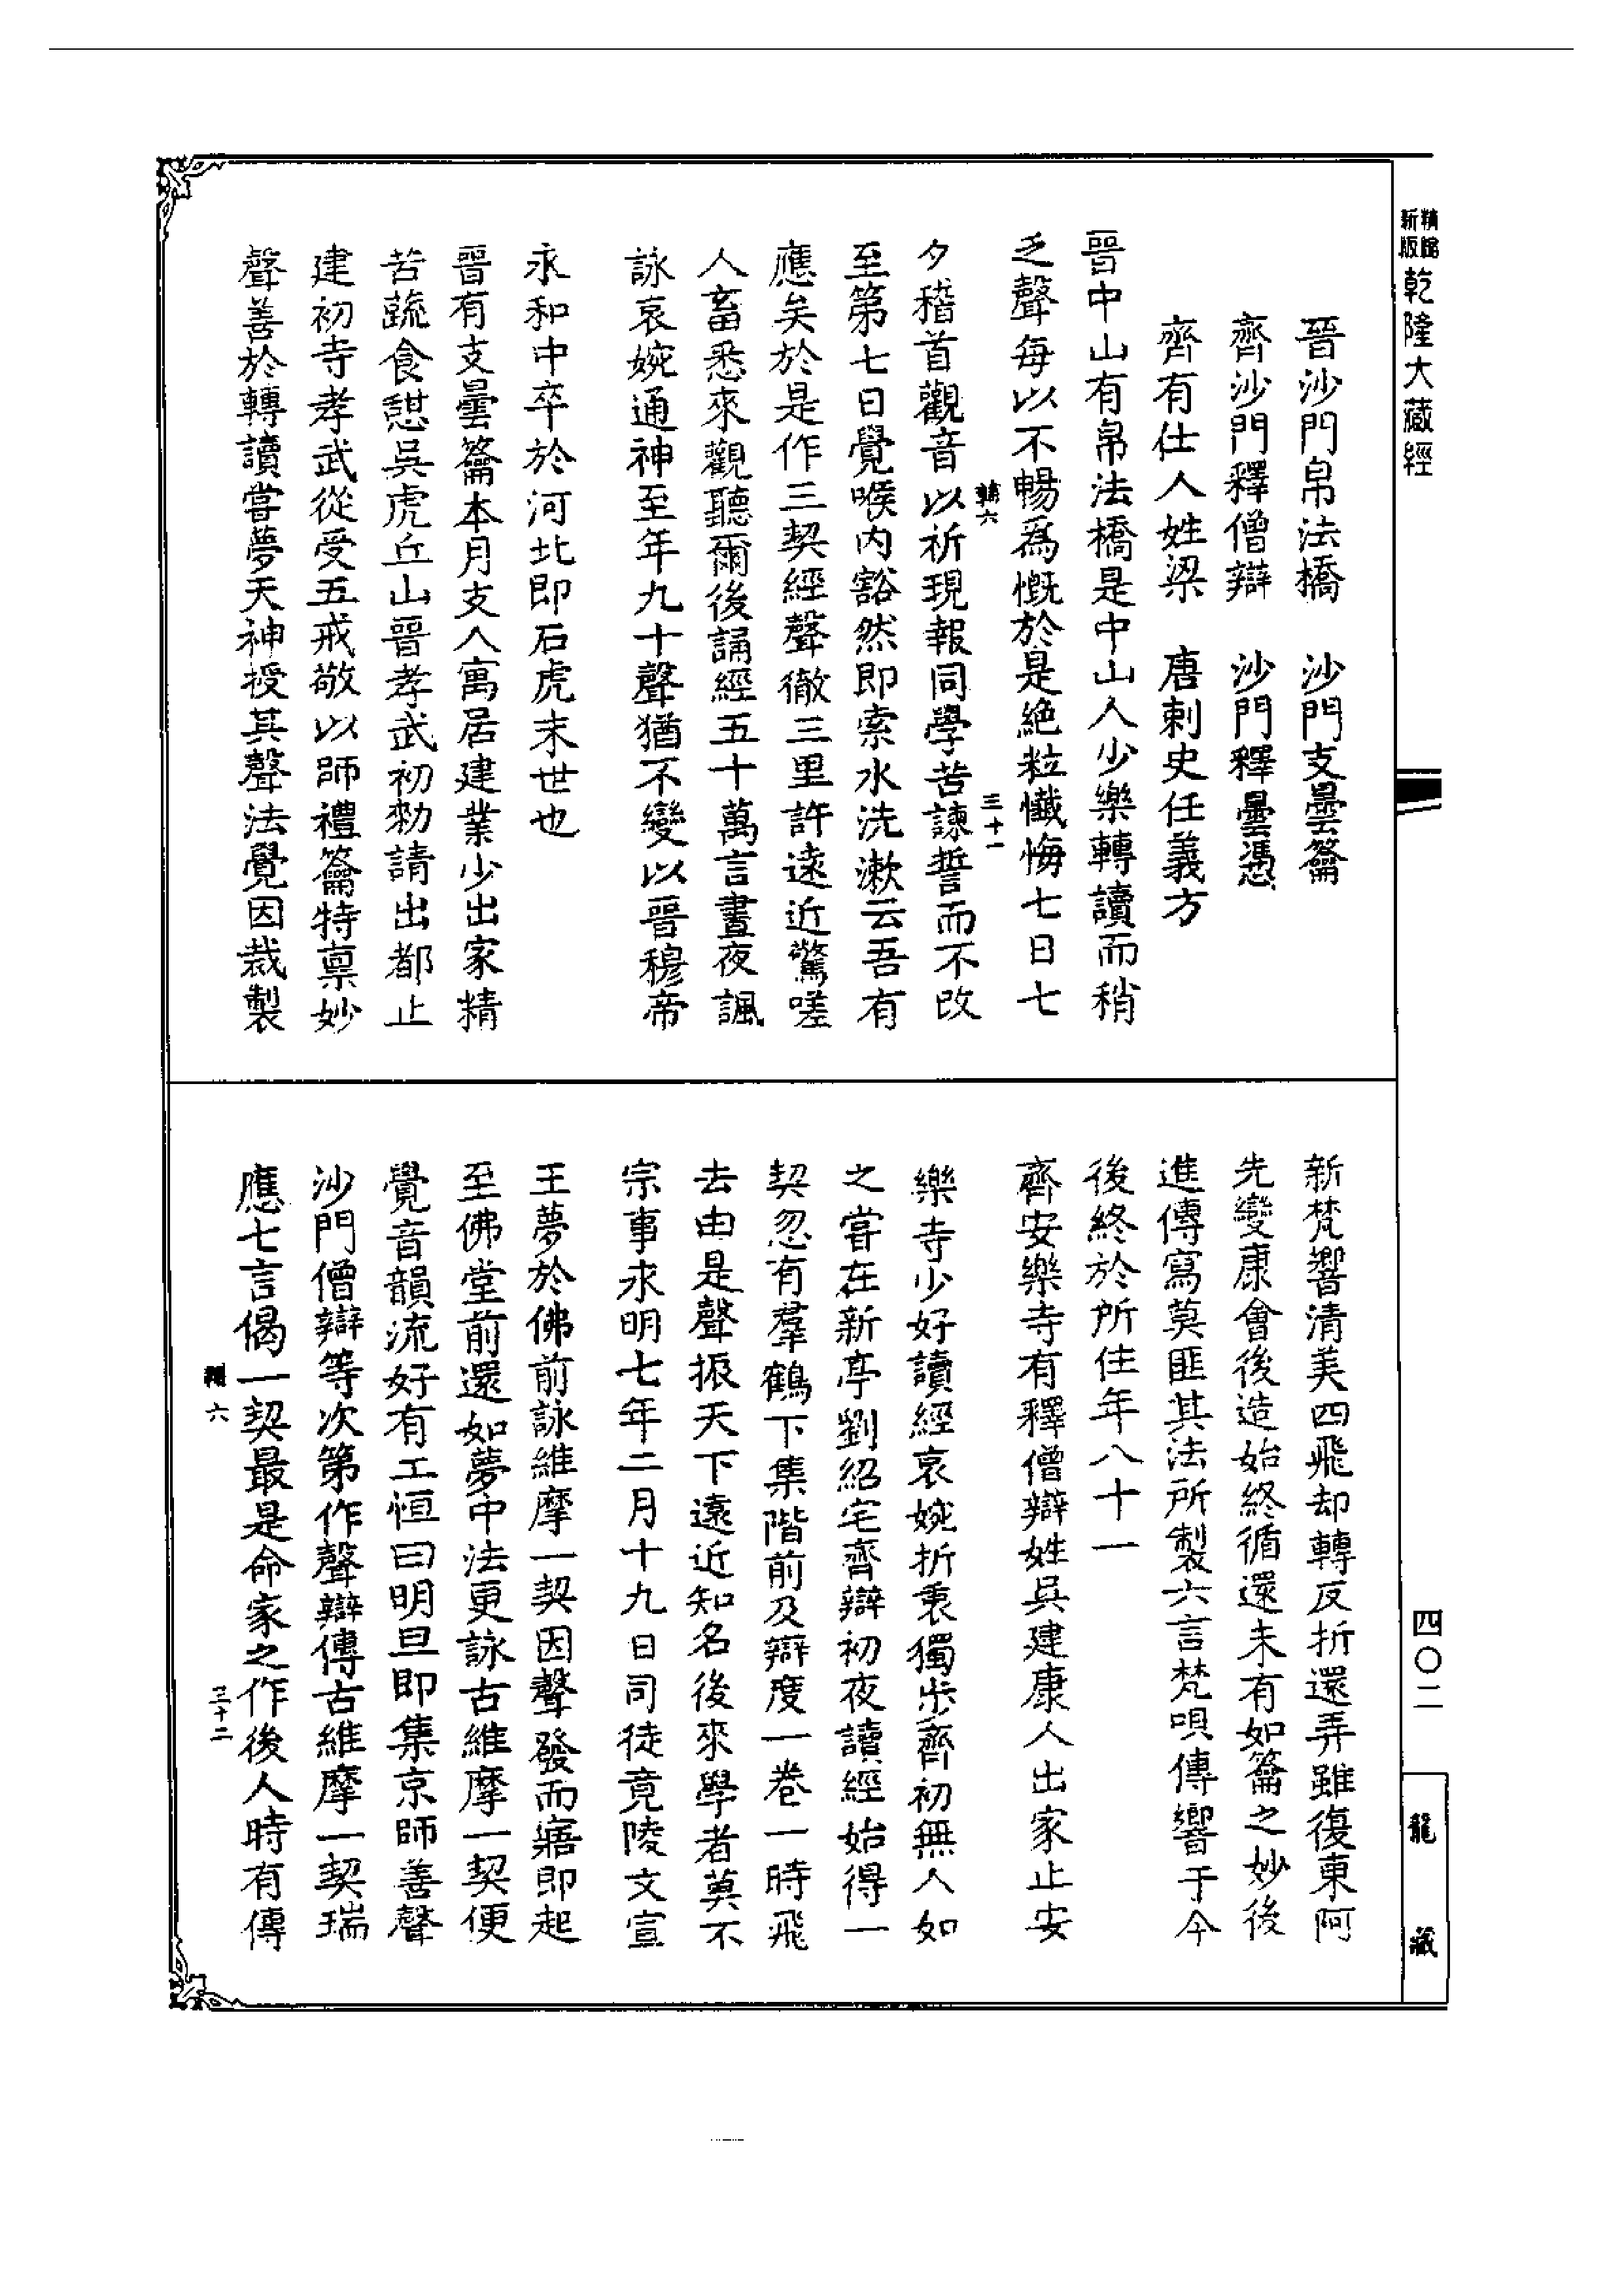 精縮
新版
乾隆大藏經
晉沙門帛法橋　沙門支曇籥
齊沙門釋僧辯　沙門釋曇憑
齊有仕人姓梁　唐刺史任義方
晉中山有帛法橋是中山人少樂轉讀而稍
乏聲每以不暢爲慨於是絕粒懺悔七日七
輔六
三十一
夕稽首觀音以祈現報同學苦諫誓而不改
至第七日覺喉內豁然即索水洗漱云吾有
應矣於是作三契經聲徹三里許遠近驚嗟
人畜悉來觀聽爾後誦經五十萬言晝夜諷
詠哀婉通神至年九十聲猶不變以晉穆帝
永和中卒於河北即石虎末世也
晉有支曇籥本月支人寓居建業少出家精
苦蔬食憩吳虎丘山晉孝武初勑請出都止
建初寺孝武從受五戒敬以師禮籥特禀妙
聲善於轉讀嘗夢天神授其聲法覺因裁製
新梵響清美四飛却轉反折還弄雖復東阿
先變康會後造始終循還未有如籥之妙後
進傳寫莫匪其法所製六言梵唄傳響于今
後終於所住年八十一
齊安樂寺有釋僧辯姓吳建康人出家止安
樂寺少好讀經哀婉折衷獨步齊初無人如
之嘗在新亭劉紹宅齊辯初夜讀經始得一
契忽有羣鶴下集階前及辯度一卷一時飛
去由是聲振天下遠近知名後來學者莫不
宗事永明七年二月十九日司徒竟陵文宣
王夢於佛前詠維摩一契因聲發而寤即起
至佛堂前還如夢中法更詠古維摩一契便
覺音韻流好有工恒曰明旦即集京師善聲
沙門僧辯等次第作聲辯傳古維摩一契瑞
應七言偈一契最是命家之作後人時有傳
六
三十二
四〇二
龍藏